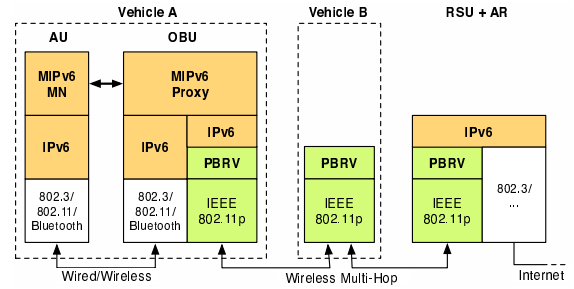 Vehicle A
Vehicle B
RSU + AR
AU
OBU
MIPv6
MN
MIPv6
Proxy
IPv6
IPv6
IPv6
PBRV
802.3/
802.11/
Bluetooth
802.3/
802.11/
Bluetooth
IEEE
802.11p
PBRV
IEEE
802.11p
IPv6
PBRV
IEEE
802.11p
802.3/
...
Wired/Wireless
Wireless Multi-Hop
Internet